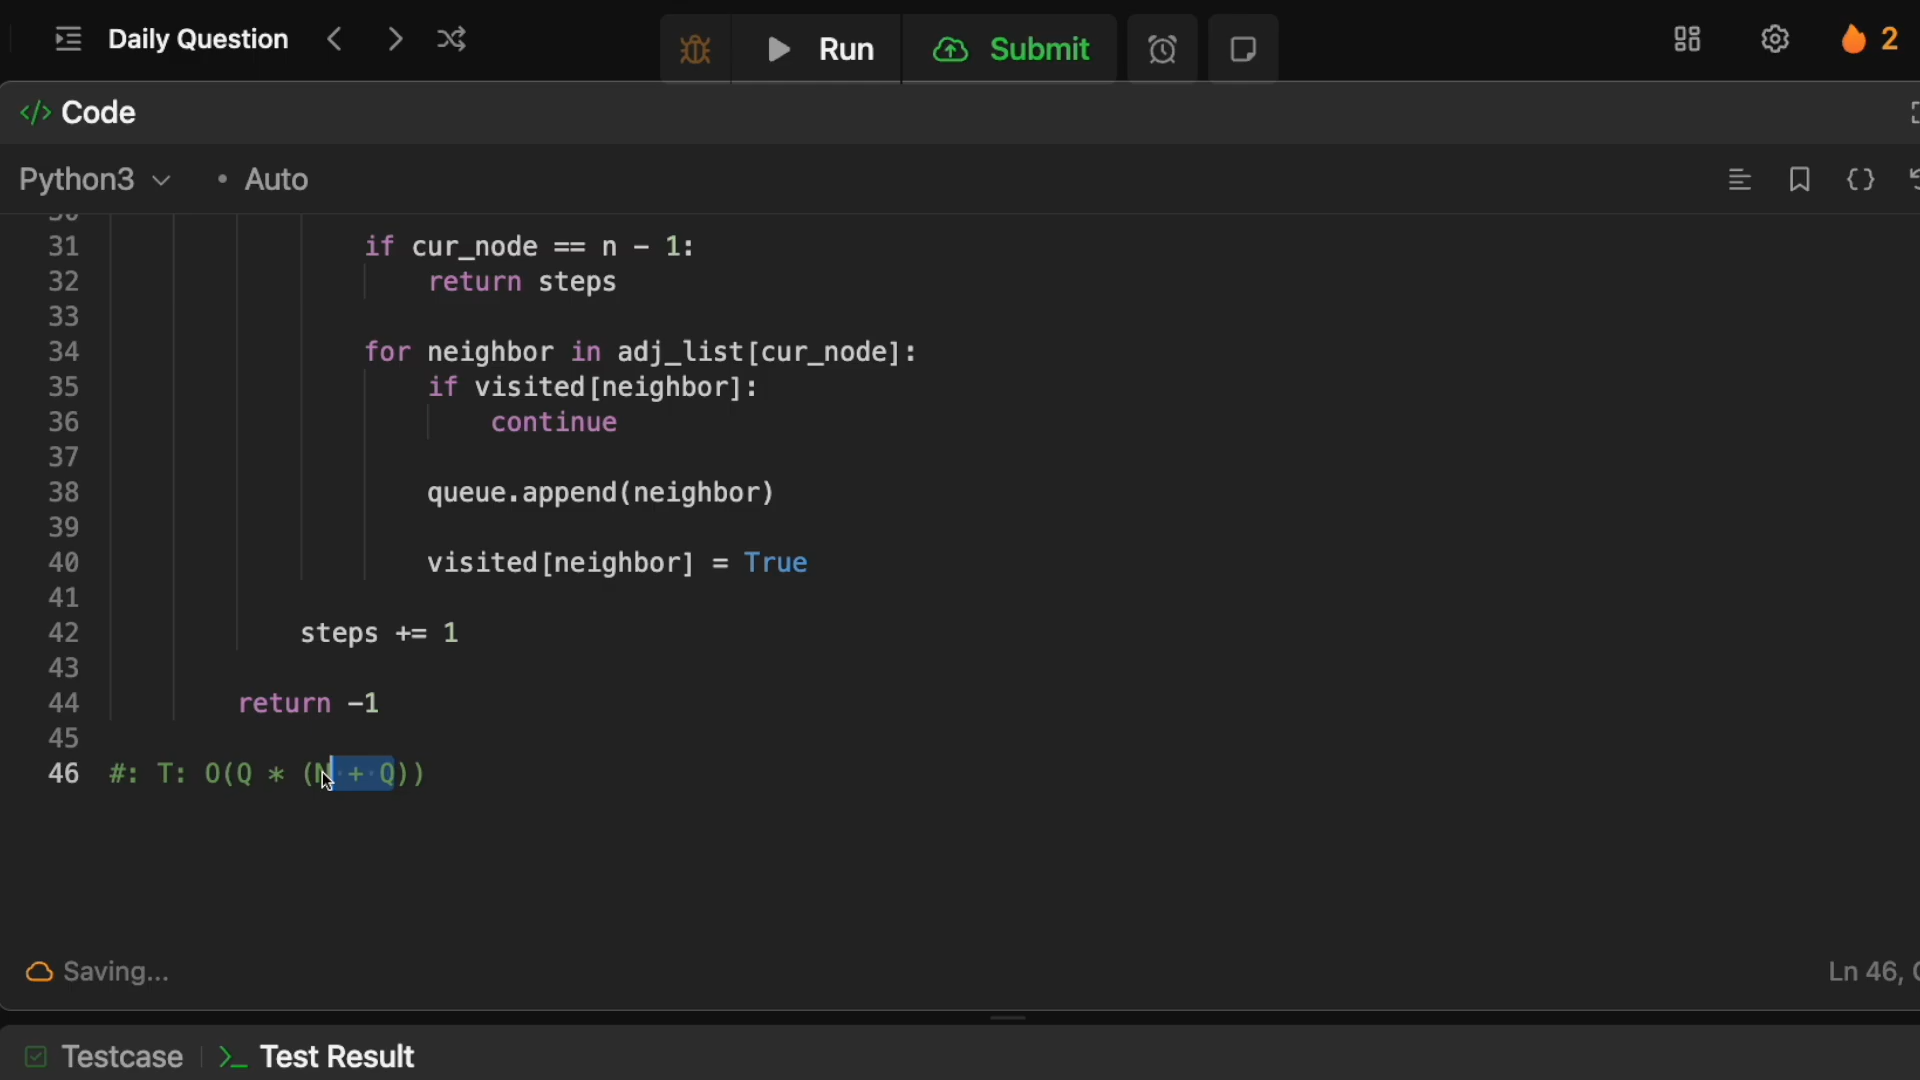 Daily Question
Run
Submit
2
</> Code
Python3
• Auto
31 if cur_node == n - 1:
32 return steps
33
34 for neighbor in adj_list[cur_node]:
35 if visited[neighbor]:
36 continue
37
38 queue.append(neighbor)
39
40 visited[neighbor] = True
41
42 steps += 1
43
44 return -1
45
46 #: T: O(Q * (N + Q))
Saving...
Ln 46,
Testcase
>_ Test Result